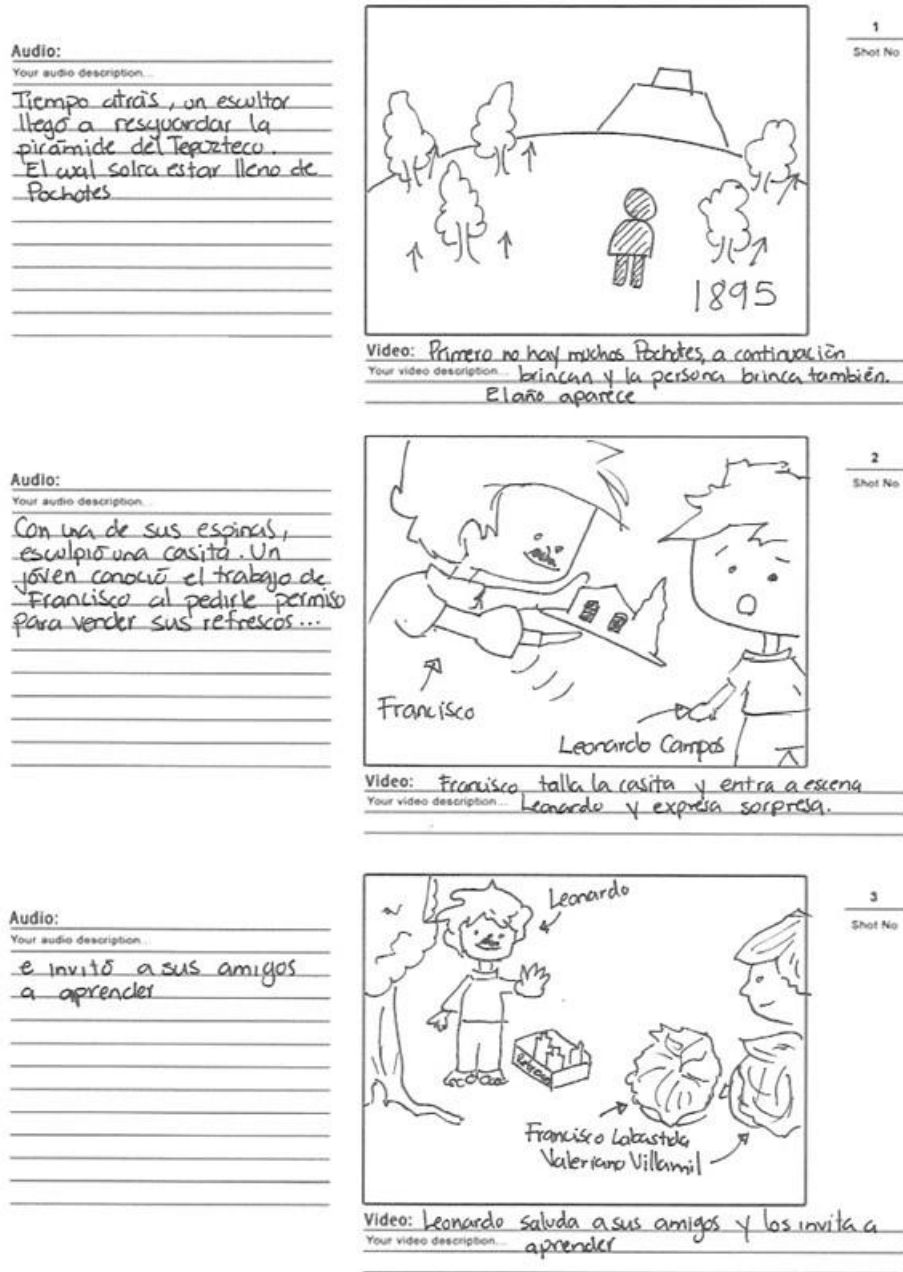 1
Shot No
Audio:
Your audio description...
Tiempo atrás, un escultor
llegó a resguardar la
pirámide del Tepozteco.
El cual solía estar lleno de
Pochotes
1895
Video: Primero no hay muchos Pochotes, a continuación
Your video description... brincan y la persona brinca también.
El año aparece
2
Shot No
Audio:
Your audio description...
Con una de sus espinas,
esculpió una casita. Un
jóven conoció el trabajo de
Francisco al pedirle permiso
para vender sus refrescos...
Francisco
Leonardo Campos
Video: Francisco talla la casita y entra a escena
Your video description... Leonardo y expresa sorpresa.
3
Shot No
Audio:
Your audio description...
e invitó a sus amigos
a aprender
Leonardo
Francisco Labastida
Valeriano Villamil
Video: Leonardo saluda a sus amigos y los invita a
Your video description... aprender